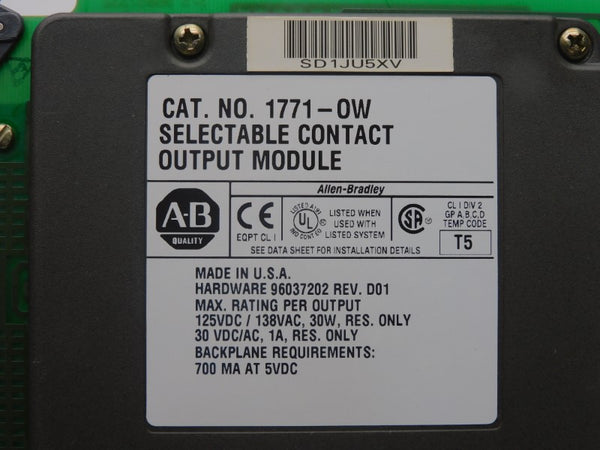 SD1JU5XV
CAT. NO. 1771-OW
SELECTABLE CONTACT
OUTPUT MODULE
Allen-Bradley
A-B
QUALITY
CE
EQPT CL I
LISTED
UL
LISTED WHEN
USED WITH
LISTED SYSTEM
SA
CL I DIV 2
GP A,B,C,D
TEMP CODE
T5
SEE DATA SHEET FOR INSTALLATION DETAILS
MADE IN U.S.A.
HARDWARE 96037202 REV. D01
MAX. RATING PER OUTPUT
125VDC / 138VAC, 30W, RES. ONLY
30 VDC/AC, 1A, RES. ONLY
BACKPLANE REQUIREMENTS:
700 MA AT 5VDC